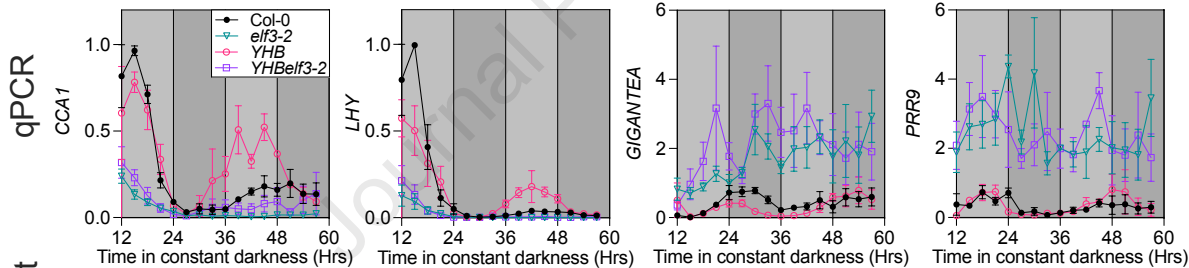 qPCR
CCA1
1.0
0.5
0.0
Col-0
elf3-2
YHB
YHBelf3-2
12 24 36 48 60
Time in constant darkness (Hrs)
LHY
1.0
0.5
0.0
12 24 36 48 60
Time in constant darkness (Hrs)
GIGANTEA
6
4
2
0
12 24 36 48 60
Time in constant darkness (Hrs)
PRR9
6
4
2
0
12 24 36 48 60
Time in constant darkness (Hrs)
Journal